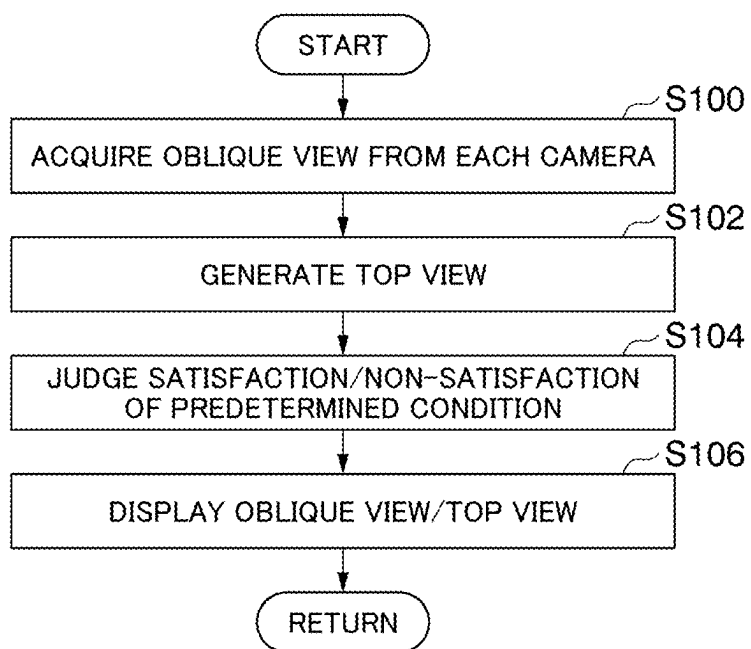 START
S100
ACQUIRE OBLIQUE VIEW FROM EACH CAMERA
S102
GENERATE TOP VIEW
S104
JUDGE SATISFACTION/NON-SATISFACTION
OF PREDETERMINED CONDITION
S106
DISPLAY OBLIQUE VIEW/TOP VIEW
RETURN